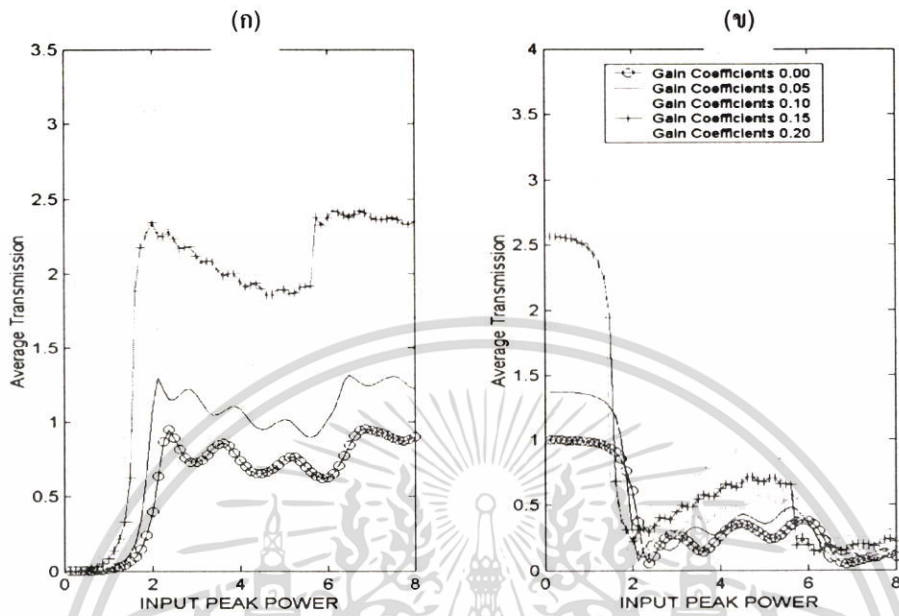 (ก)
3.5
3
2.5
2
1.5
1
0.5
0
Average Transmission
0 2 4 6 8
INPUT PEAK POWER
(ข)
4
3.5
3
2.5
2
1.5
1
0.5
0
Average Transmission
0 2 4 6 8
INPUT PEAK POWER
Gain Coefficients 0.00
Gain Coefficients 0.05
Gain Coefficients 0.10
Gain Coefficients 0.15
Gain Coefficients 0.20